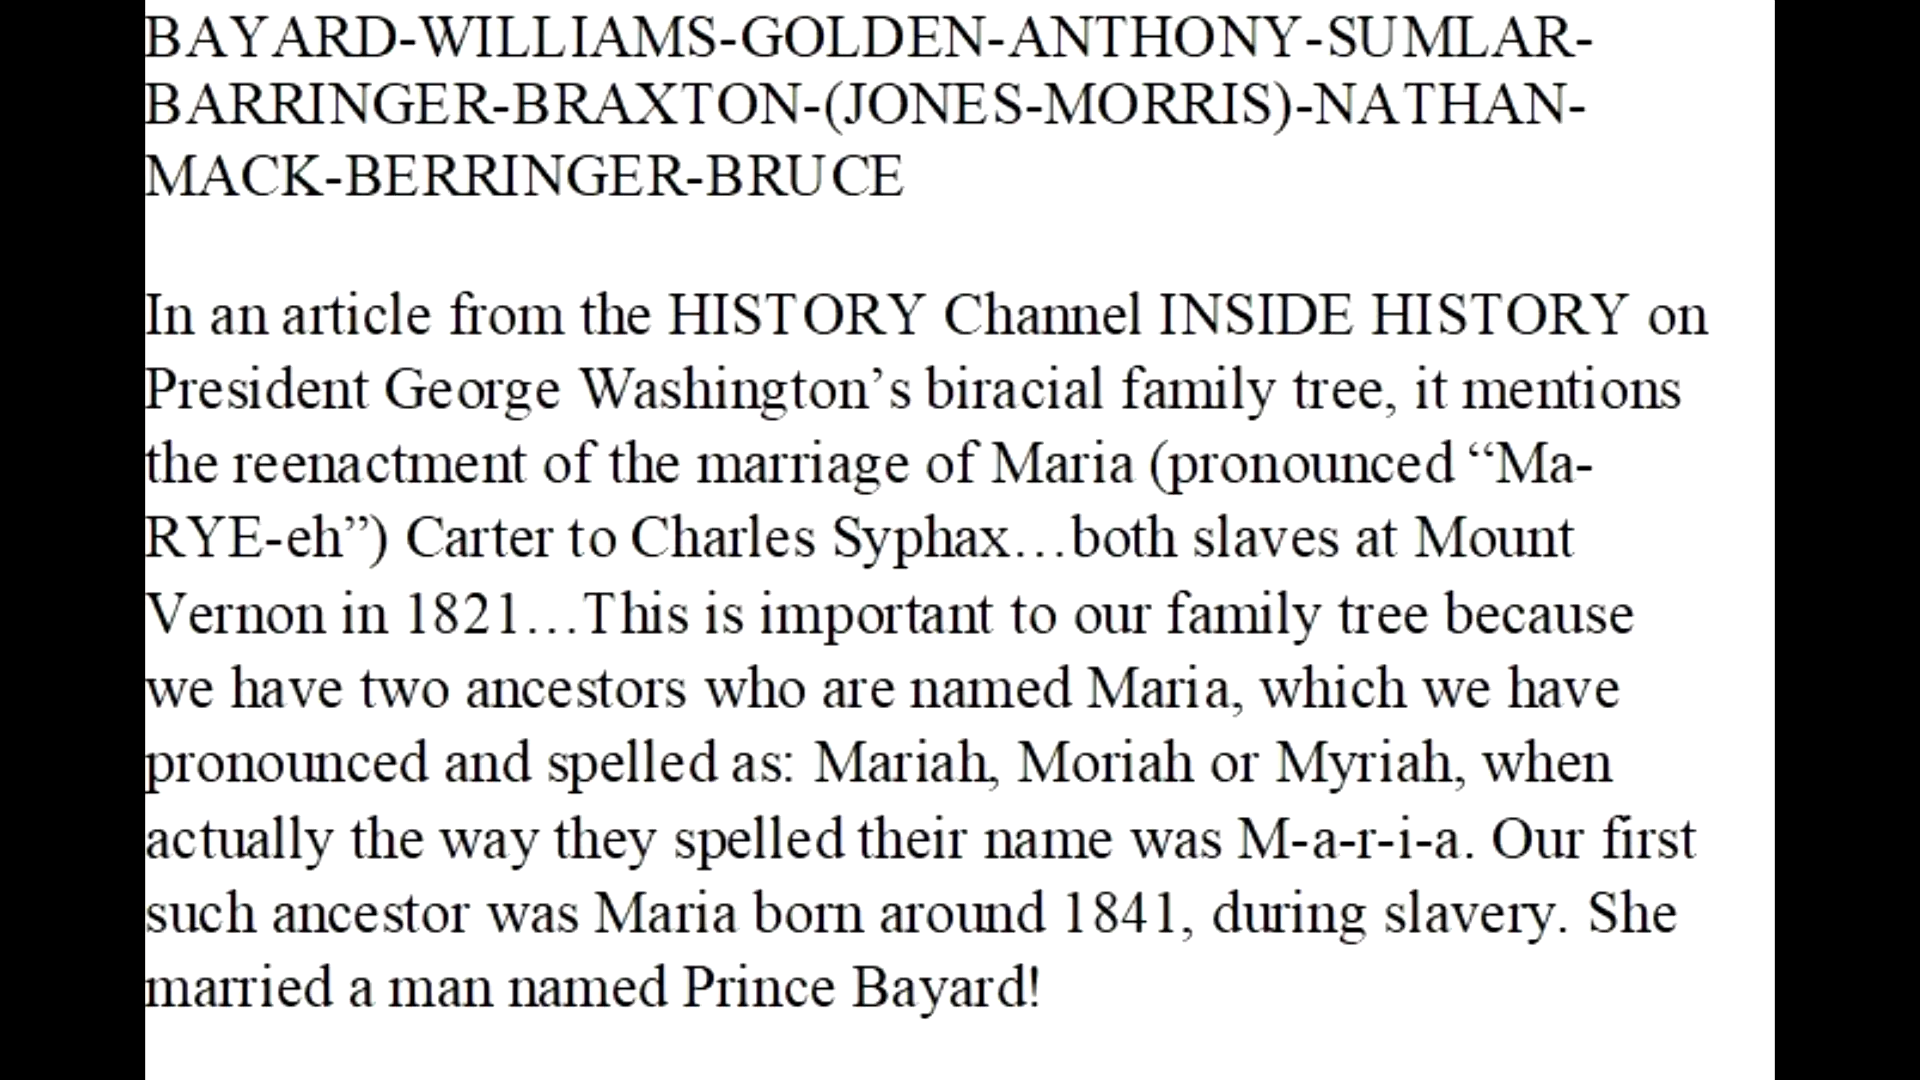 BAYARD-WILLIAMS-GOLDEN-ANTHONY-SUMLAR-
BARRINGER-BRAXTON-(JONES-MORRIS)-NATHAN-
MACK-BERRINGER-BRUCE
In an article from the HISTORY Channel INSIDE HISTORY on
President George Washington’s biracial family tree, it mentions
the reenactment of the marriage of Maria (pronounced “Ma-
RYE-eh”) Carter to Charles Syphax…both slaves at Mount
Vernon in 1821…This is important to our family tree because
we have two ancestors who are named Maria, which we have
pronounced and spelled as: Mariah, Moriah or Myriah, when
actually the way they spelled their name was M-a-r-i-a. Our first
such ancestor was Maria born around 1841, during slavery. She
married a man named Prince Bayard!